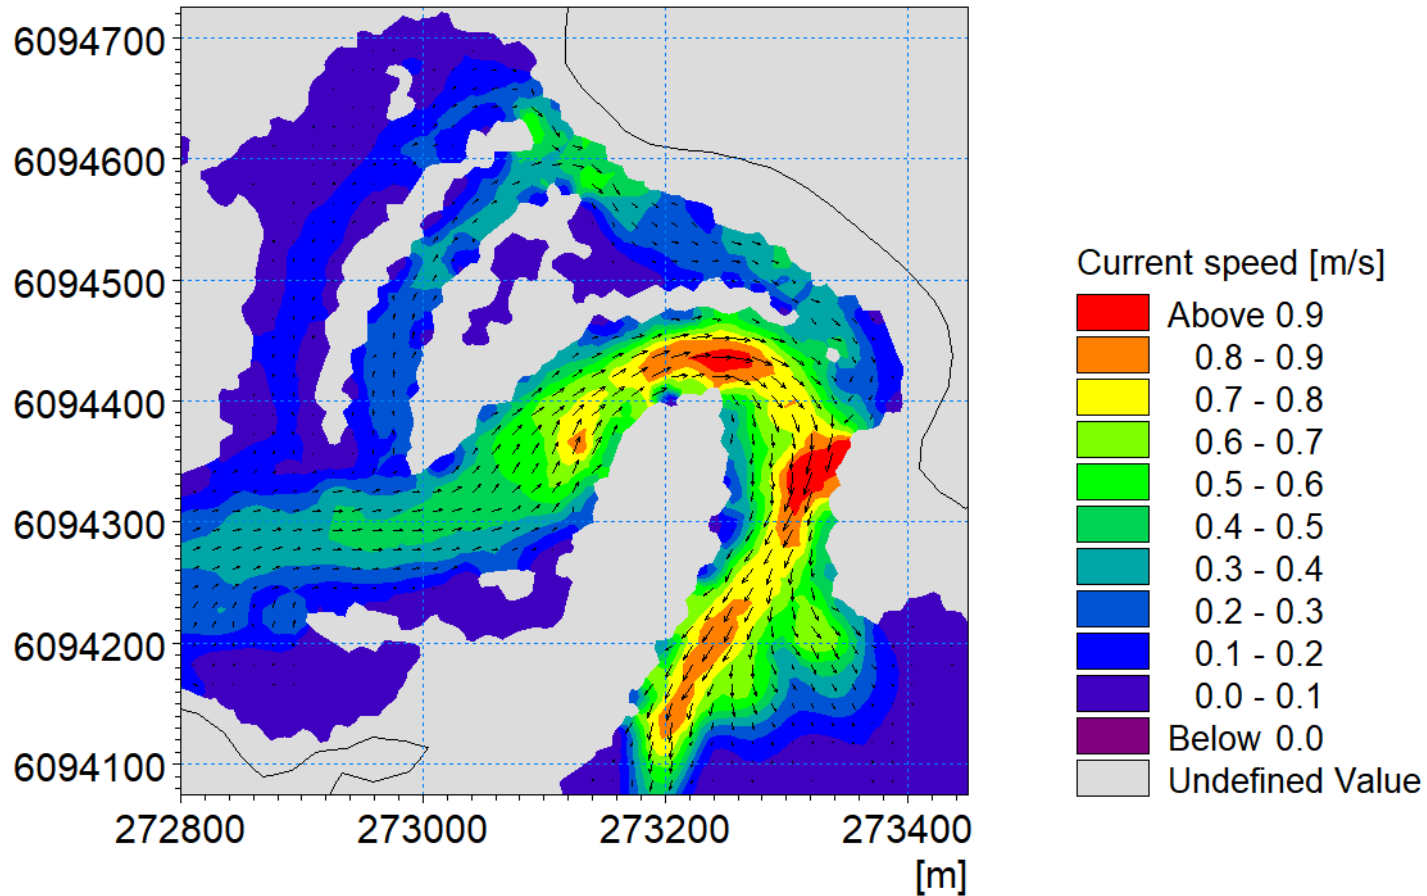 6094700
6094600
6094500
6094400
6094300
6094200
6094100
272800
273000
273200
273400
[m]
Current speed [m/s]
Above 0.9
0.8 - 0.9
0.7 - 0.8
0.6 - 0.7
0.5 - 0.6
0.4 - 0.5
0.3 - 0.4
0.2 - 0.3
0.1 - 0.2
0.0 - 0.1
Below 0.0
Undefined Value